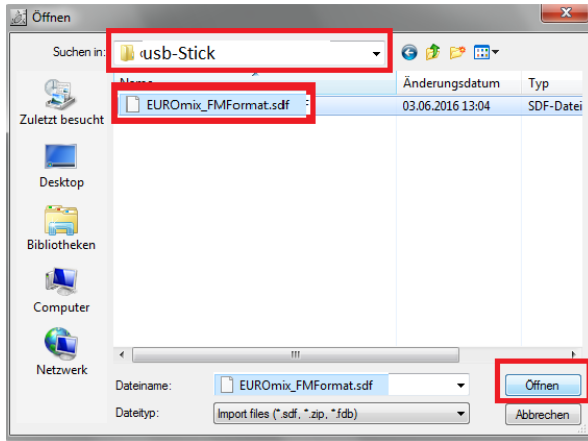 Öffnen
Suchen in: usb-Stick
Name Änderungsdatum Typ
EUROmix_FMFormat.sdf 03.06.2016 13:04 SDF-Datei
Zuletzt besucht
Desktop
Bibliotheken
Computer
Netzwerk
Dateiname: EUROmix_FMFormat.sdf Öffnen
Dateityp: Import files (*.sdf, *.zip, *.fdb) Abbrechen